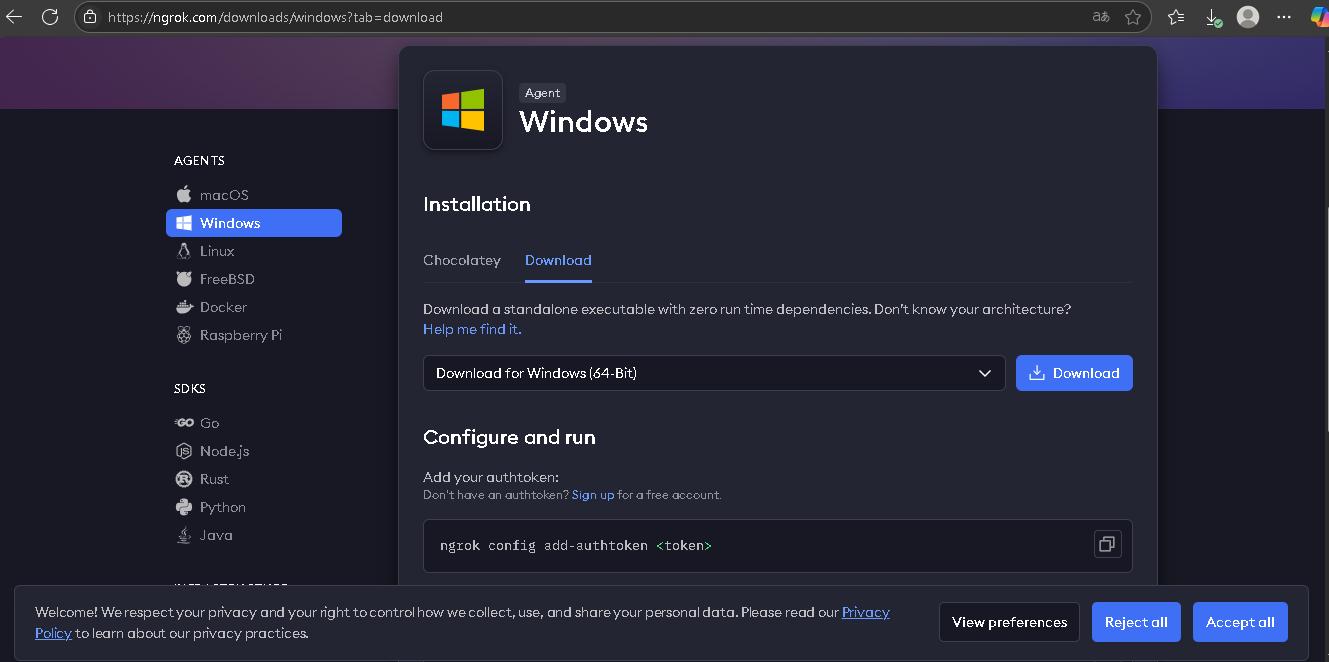 https://ngrok.com/downloads/windows?tab=download
Agent
Windows
AGENTS
macOS
Windows
Linux
FreeBSD
Docker
Raspberry Pi
SDKS
Go
Node.js
Rust
Python
Java
Installation
Chocolatey Download
Download a standalone executable with zero run time dependencies. Don't know your architecture?
Help me find it.
Download for Windows (64-Bit) Download
Configure and run
Add your authtoken:
Don't have an authtoken? Sign up for a free account.
ngrok config add-authtoken <token>
Welcome! We respect your privacy and your right to control how we collect, use, and share your personal data. Please read our Privacy
Policy to learn about our privacy practices.
View preferences Reject all Accept all